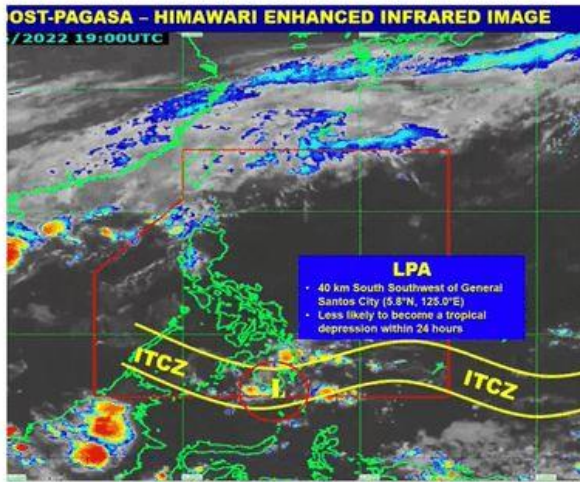 DOST-PAGASA – HIMAWARI ENHANCED INFRARED IMAGE
/2022 19:00UTC
LPA
• 40 km South Southwest of General
Santos City (5.8°N, 125.0°E)
• Less likely to become a tropical
depression within 24 hours
ITCZ
L
ITCZ